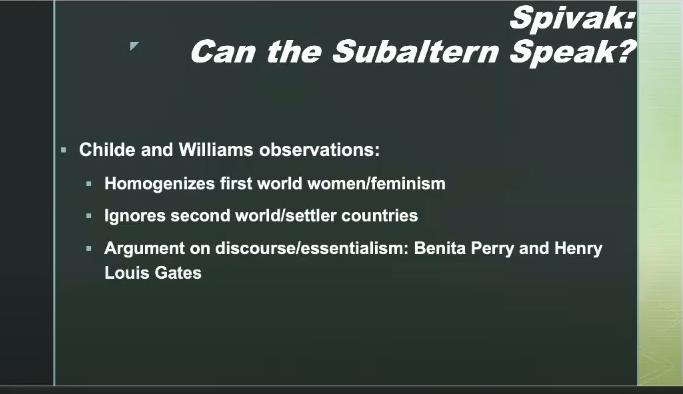 Spivak:
Can the Subaltern Speak?
Childe and Williams observations:
Homogenizes first world women/feminism
Ignores second world/settler countries
Argument on discourse/essentialism: Benita Perry and Henry
Louis Gates